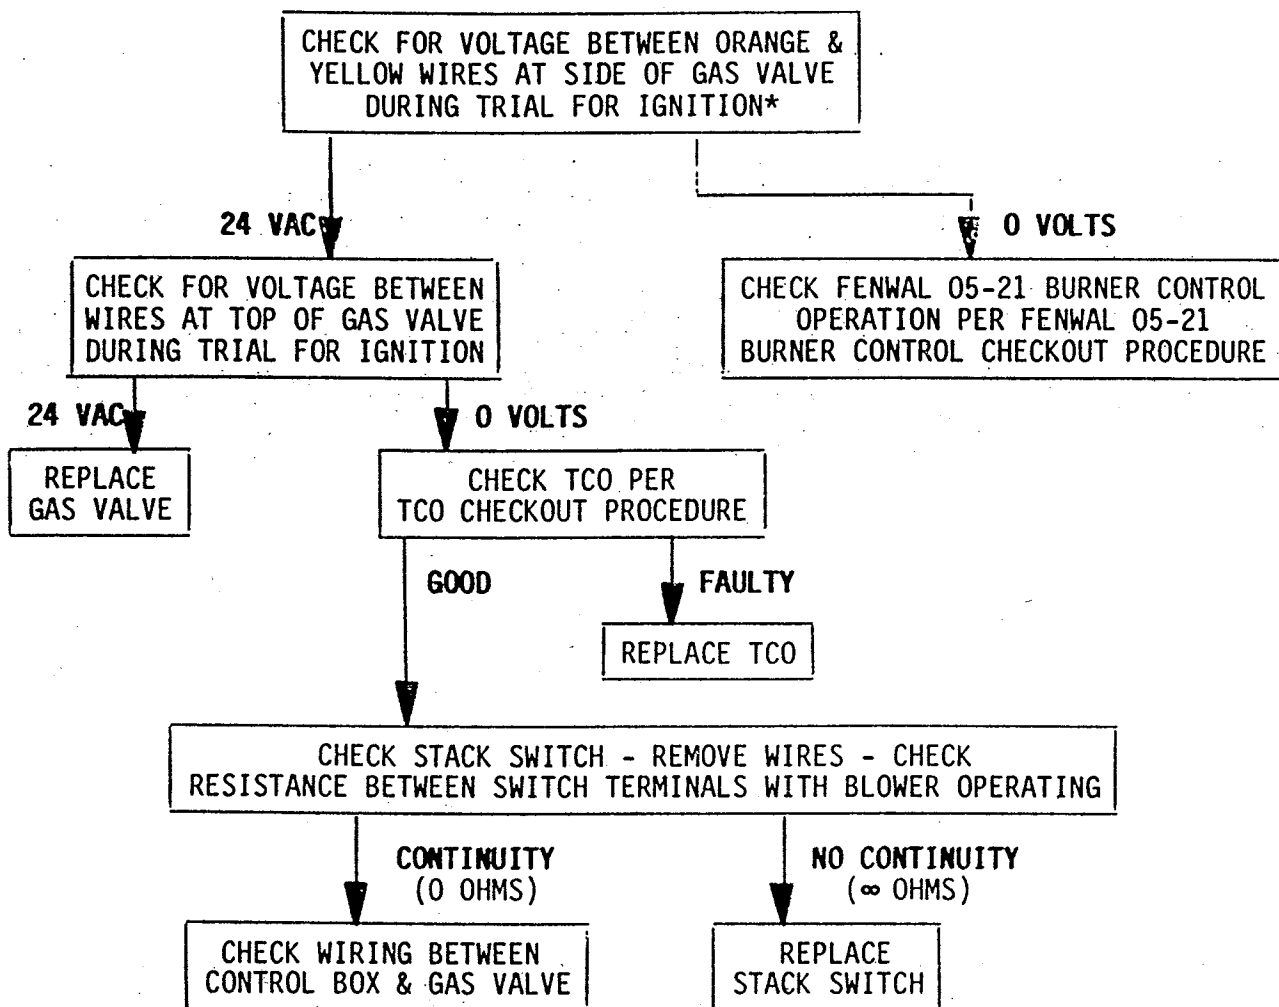 CHECK FOR VOLTAGE BETWEEN ORANGE &
YELLOW WIRES AT SIDE OF GAS VALVE
DURING TRIAL FOR IGNITION*
24 VAC
0 VOLTS
CHECK FOR VOLTAGE BETWEEN
WIRES AT TOP OF GAS VALVE
DURING TRIAL FOR IGNITION
CHECK FENWAL 05-21 BURNER CONTROL
OPERATION PER FENWAL 05-21
BURNER CONTROL CHECKOUT PROCEDURE
24 VAC
0 VOLTS
REPLACE
GAS VALVE
CHECK TCO PER
TCO CHECKOUT PROCEDURE
GOOD
FAULTY
REPLACE TCO
CHECK STACK SWITCH - REMOVE WIRES - CHECK
RESISTANCE BETWEEN SWITCH TERMINALS WITH BLOWER OPERATING
CONTINUITY
(0 OHMS)
NO CONTINUITY
(∞ OHMS)
CHECK WIRING BETWEEN
CONTROL BOX & GAS VALVE
REPLACE
STACK SWITCH